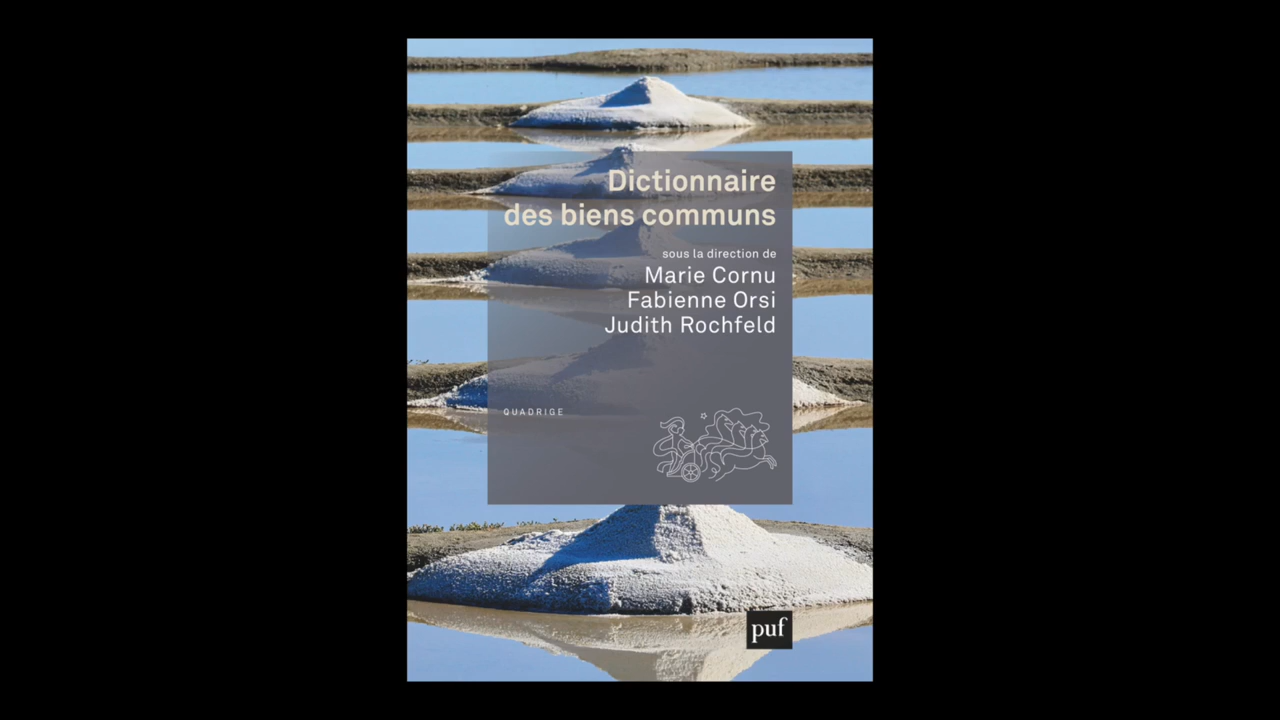 Dictionnaire
des biens communs
sous la direction de
Marie Cornu
Fabienne Orsi
Judith Rochfeld
QUADRIGE
puf